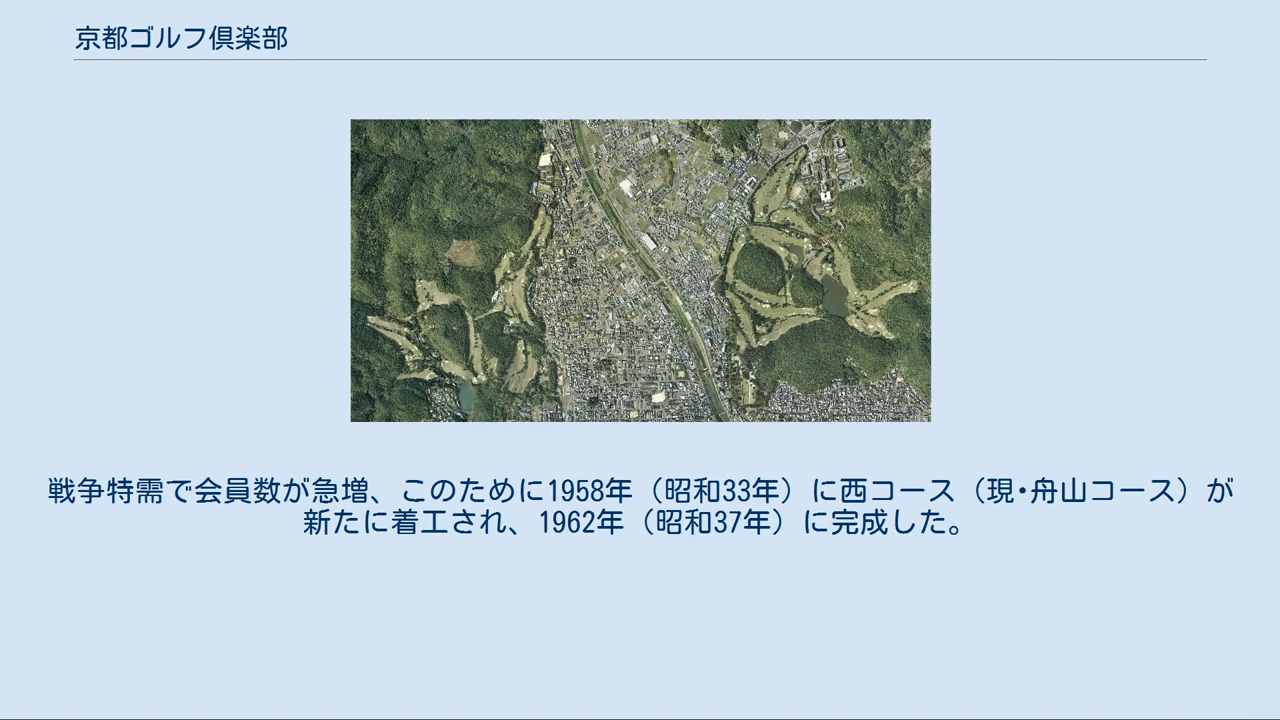 京都ゴルフ倶楽部
戦争特需で会員数が急増、このために1958年（昭和33年）に西コース（現・舟山コース）が
新たに着工され、1962年（昭和37年）に完成した。